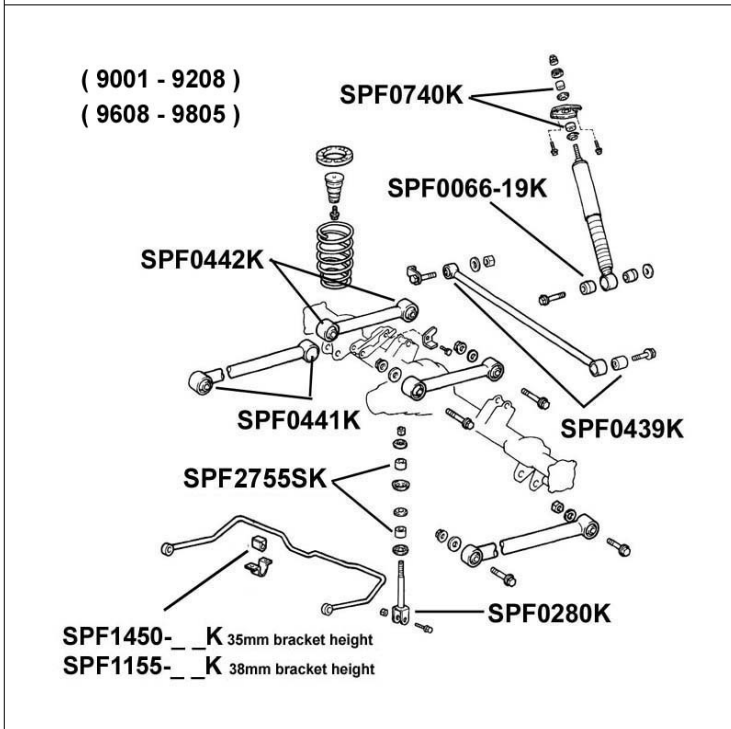 ( 9001 - 9208 )
( 9608 - 9805 )
SPF0740K
SPF0066-19K
SPF0442K
SPF0441K
SPF0439K
SPF2755SK
SPF0280K
SPF1450-_ _K 35mm bracket height
SPF1155-_ _K 38mm bracket height